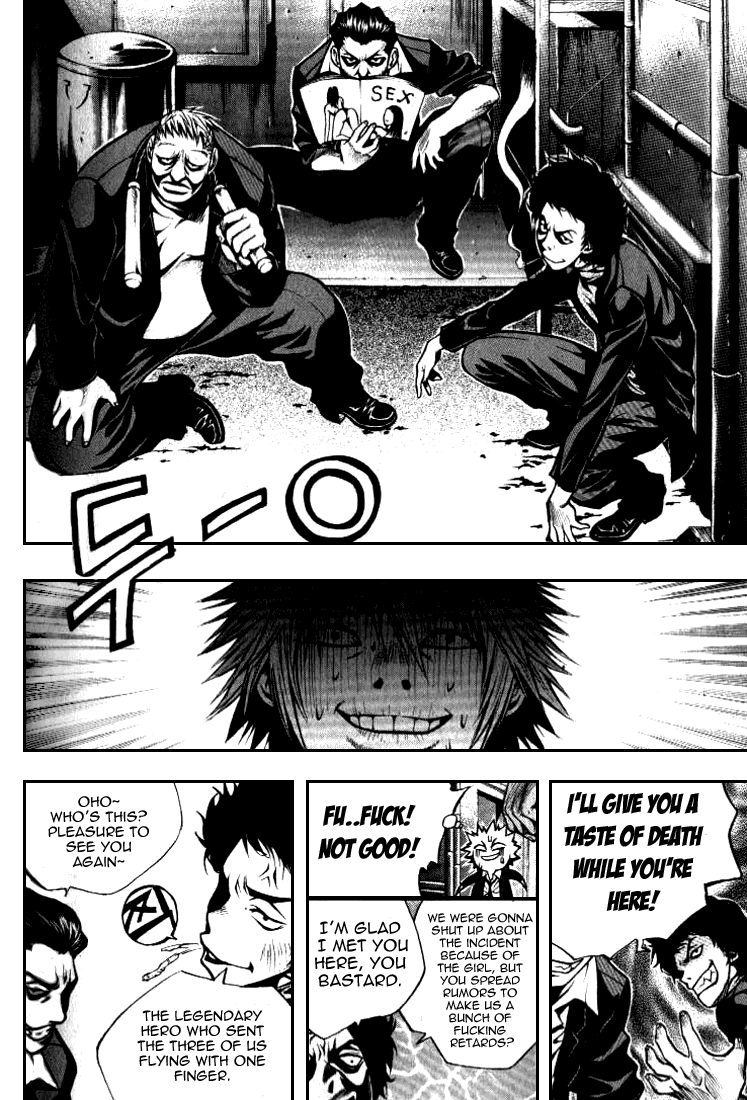 SEX
두ㅡㅇ
OHO~
WHO'S THIS?
PLEASURE TO
SEE YOU
AGAIN~
THE LEGENDARY
HERO WHO SENT
THE THREE OF US
FLYING WITH ONE
FINGER.
FU..FUCK!
NOT GOOD!
I'M GLAD
I MET YOU
HERE, YOU
BASTARD.
WE WERE GONNA
SHUT UP ABOUT
THE INCIDENT
BECAUSE OF
THE GIRL, BUT
YOU SPREAD
RUMORS TO
MAKE US A
BUNCH OF
FUCKING
RETARDS?
I'LL GIVE YOU A
TASTE OF DEATH
WHILE YOU'RE
HERE!